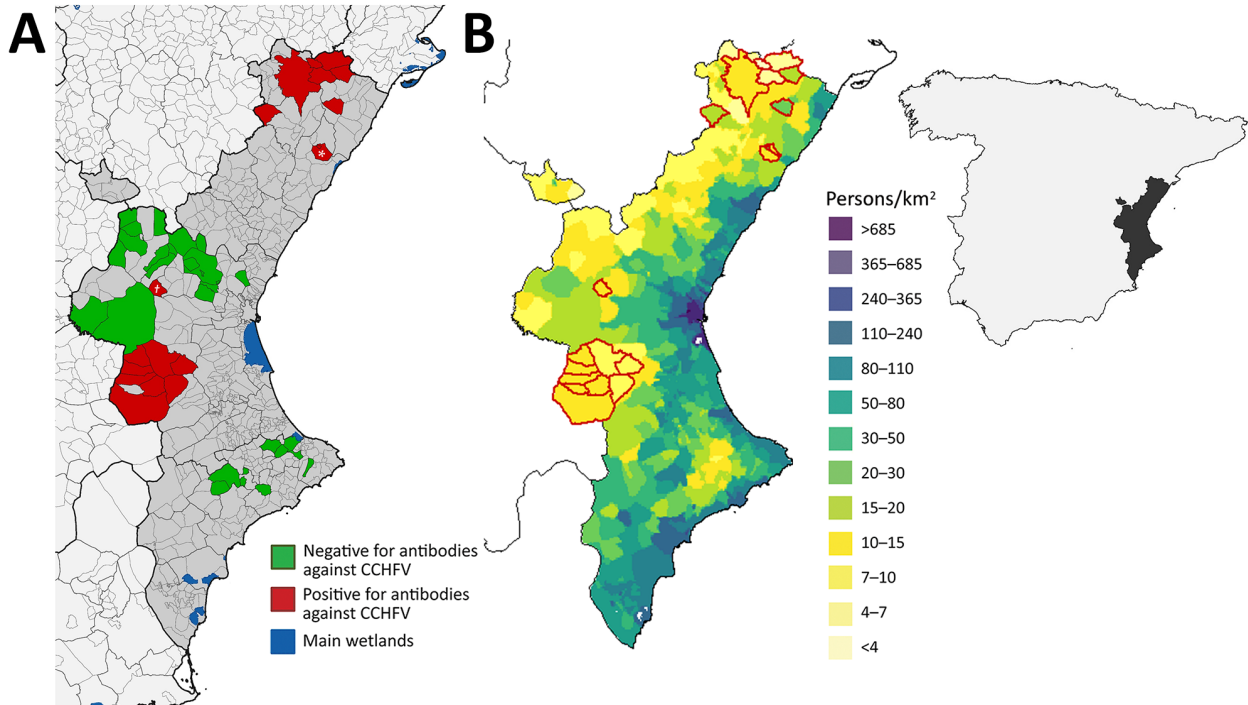 A
B
*
†
Negative for antibodies
against CCHFV
Positive for antibodies
against CCHFV
Main wetlands
Persons/km²
>685
365–685
240–365
110–240
80–110
50–80
30–50
20–30
15–20
10–15
7–10
4–7
<4